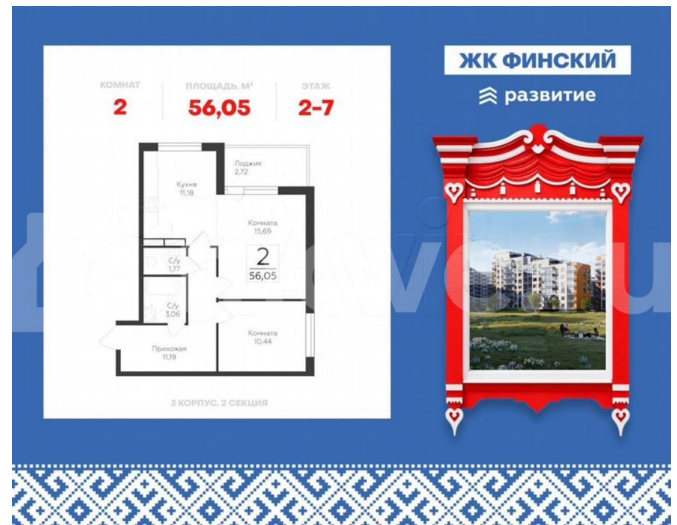 ЖК ФИНСКИЙ
развитие
КОМНАТ
2
ПЛОЩАДЬ, М²
56,05
ЭТАЖ
2-7
Лоджия
2,72
Кухня
11,18
Комната
15,69
2
56,05
С/у
1,77
С/у
3,06
Комната
10,44
Прихожая
11,19
3 КОРПУС, 2 СЕКЦИЯ